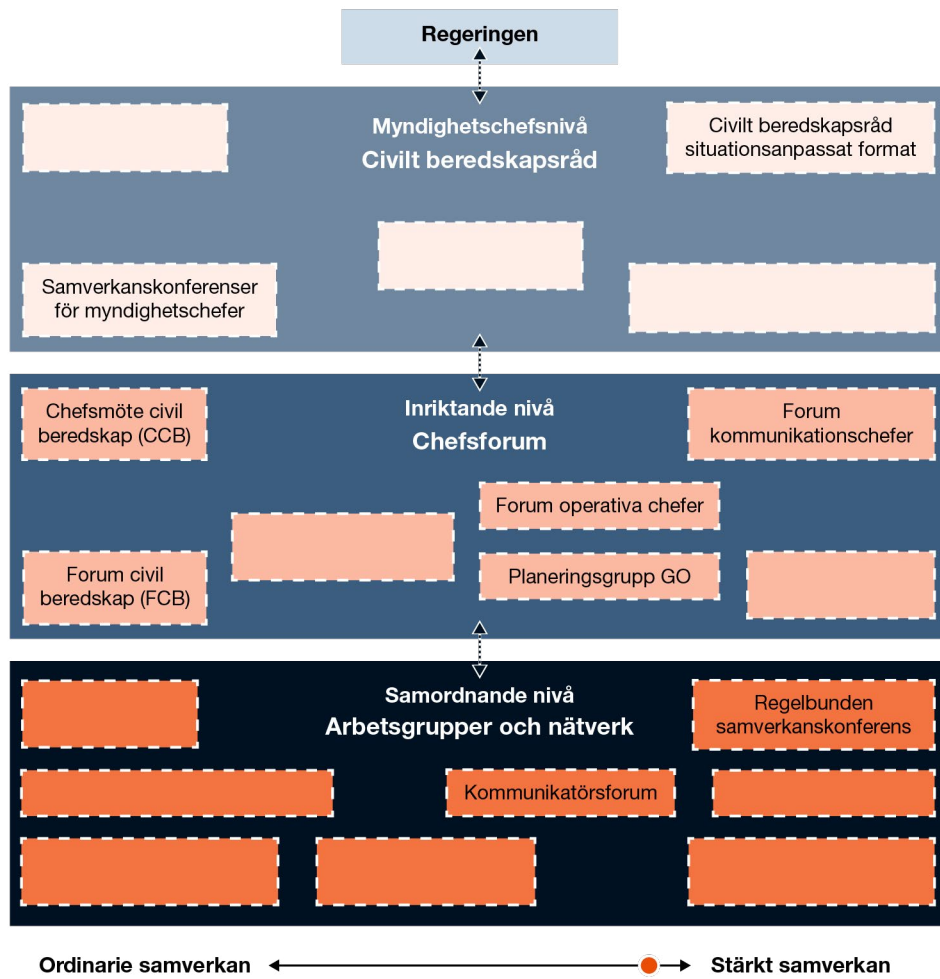 Regeringen
Myndighetschefsnivå
Civilt beredskapsråd
Civilt beredskapsråd
situationsanpassat format
Samverkanskonferenser
för myndighetschefer
Inriktande nivå
Chefsforum
Chefsmöte civil
beredskap (CCB)
Forum
kommunikationschefer
Forum operativa chefer
Planeringsgrupp GO
Forum civil
beredskap (FCB)
Samordnande nivå
Arbetsgrupper och nätverk
Regelbunden
samverkanskonferens
Kommunikatörsforum
Ordinarie samverkan
Stärkt samverkan